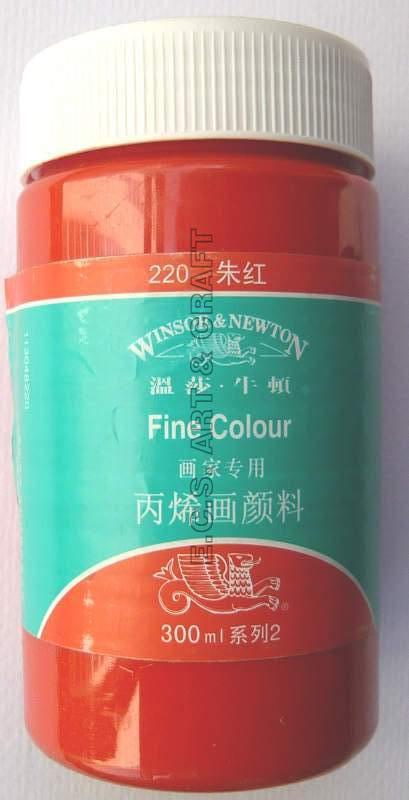 220 朱红
WINSOR & NEWTON
溫莎·牛頓
Fine Colour
画家专用
丙烯画颜料
300ml 系列2
®
113048220
E.C.S. ART & CRAFT